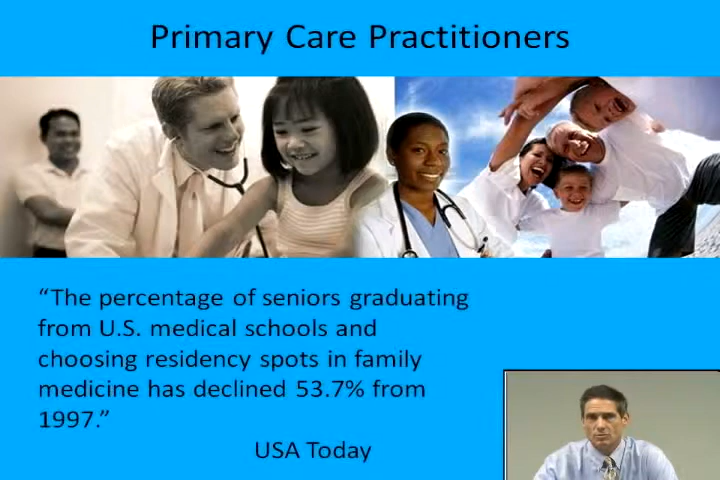 Primary Care Practitioners
“The percentage of seniors graduating
from U.S. medical schools and
choosing residency spots in family
medicine has declined 53.7% from
1997.”
USA Today